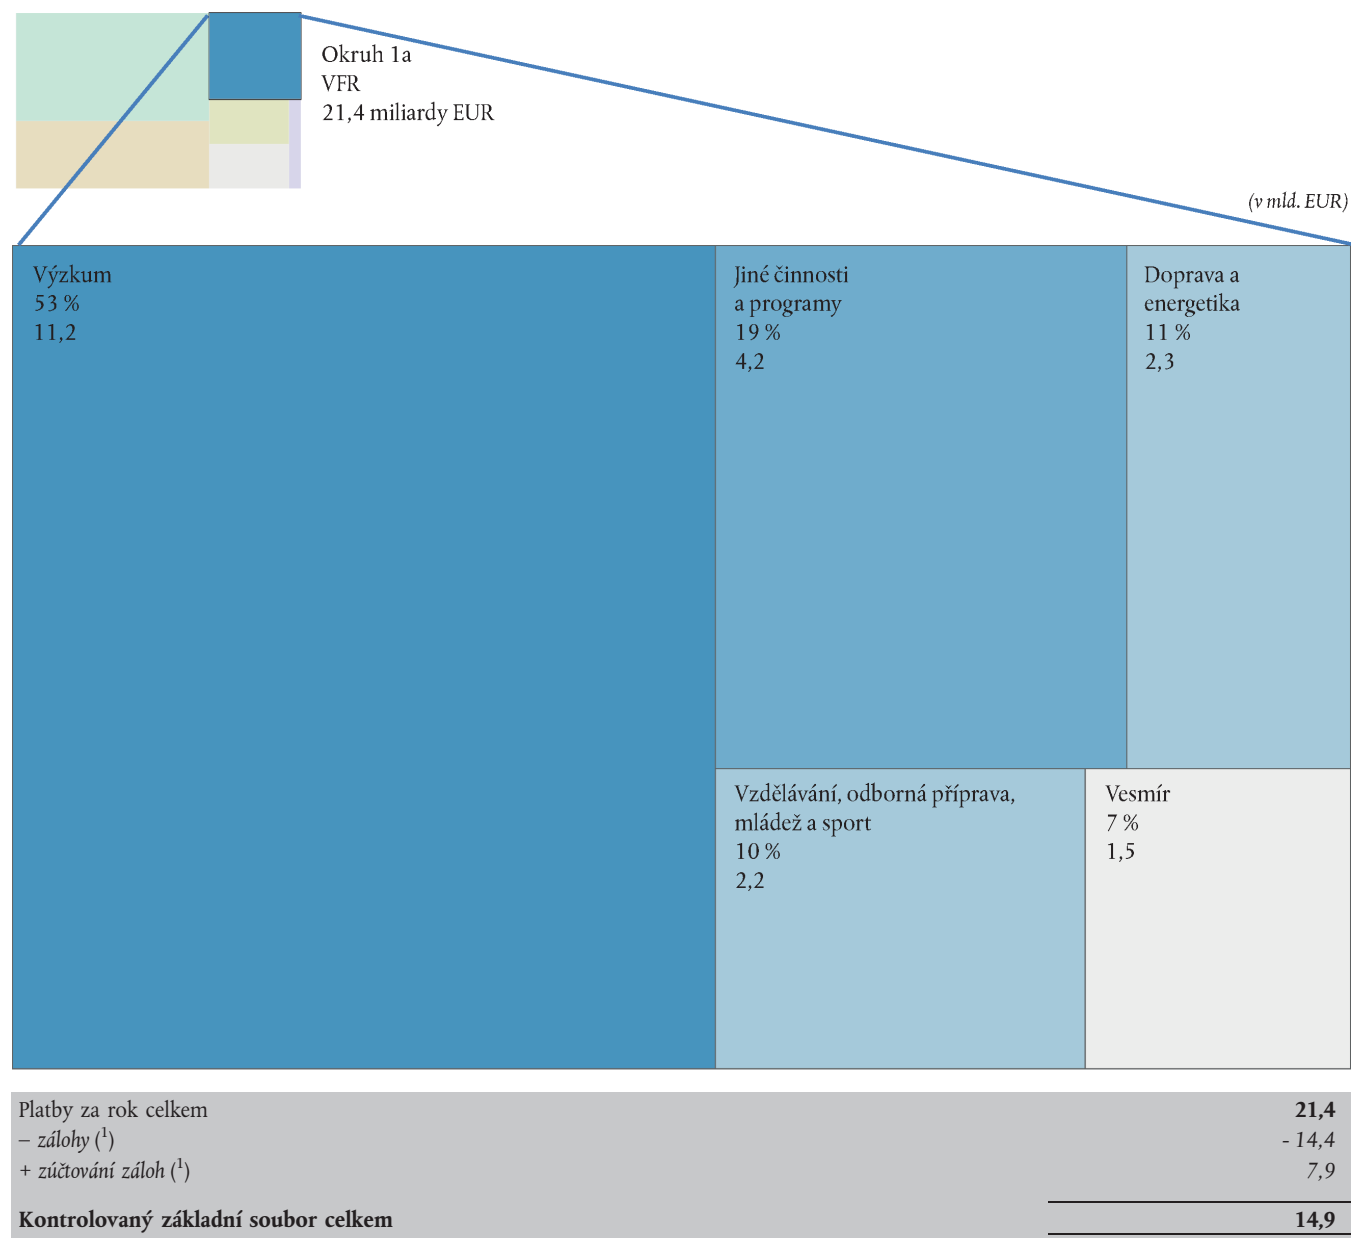 Okruh 1a
VFR
21,4 miliardy EUR
(v mld. EUR)
Výzkum
53 %
11,2
Jiné činnosti
a programy
19 %
4,2
Doprava a
energetika
11 %
2,3
Vzdělávání, odborná příprava,
mládež a sport
10 %
2,2
Vesmír
7 %
1,5
Platby za rok celkem 21,4
– zálohy (1) - 14,4
+ zúčtování záloh (1) 7,9
Kontrolovaný základní soubor celkem 14,9